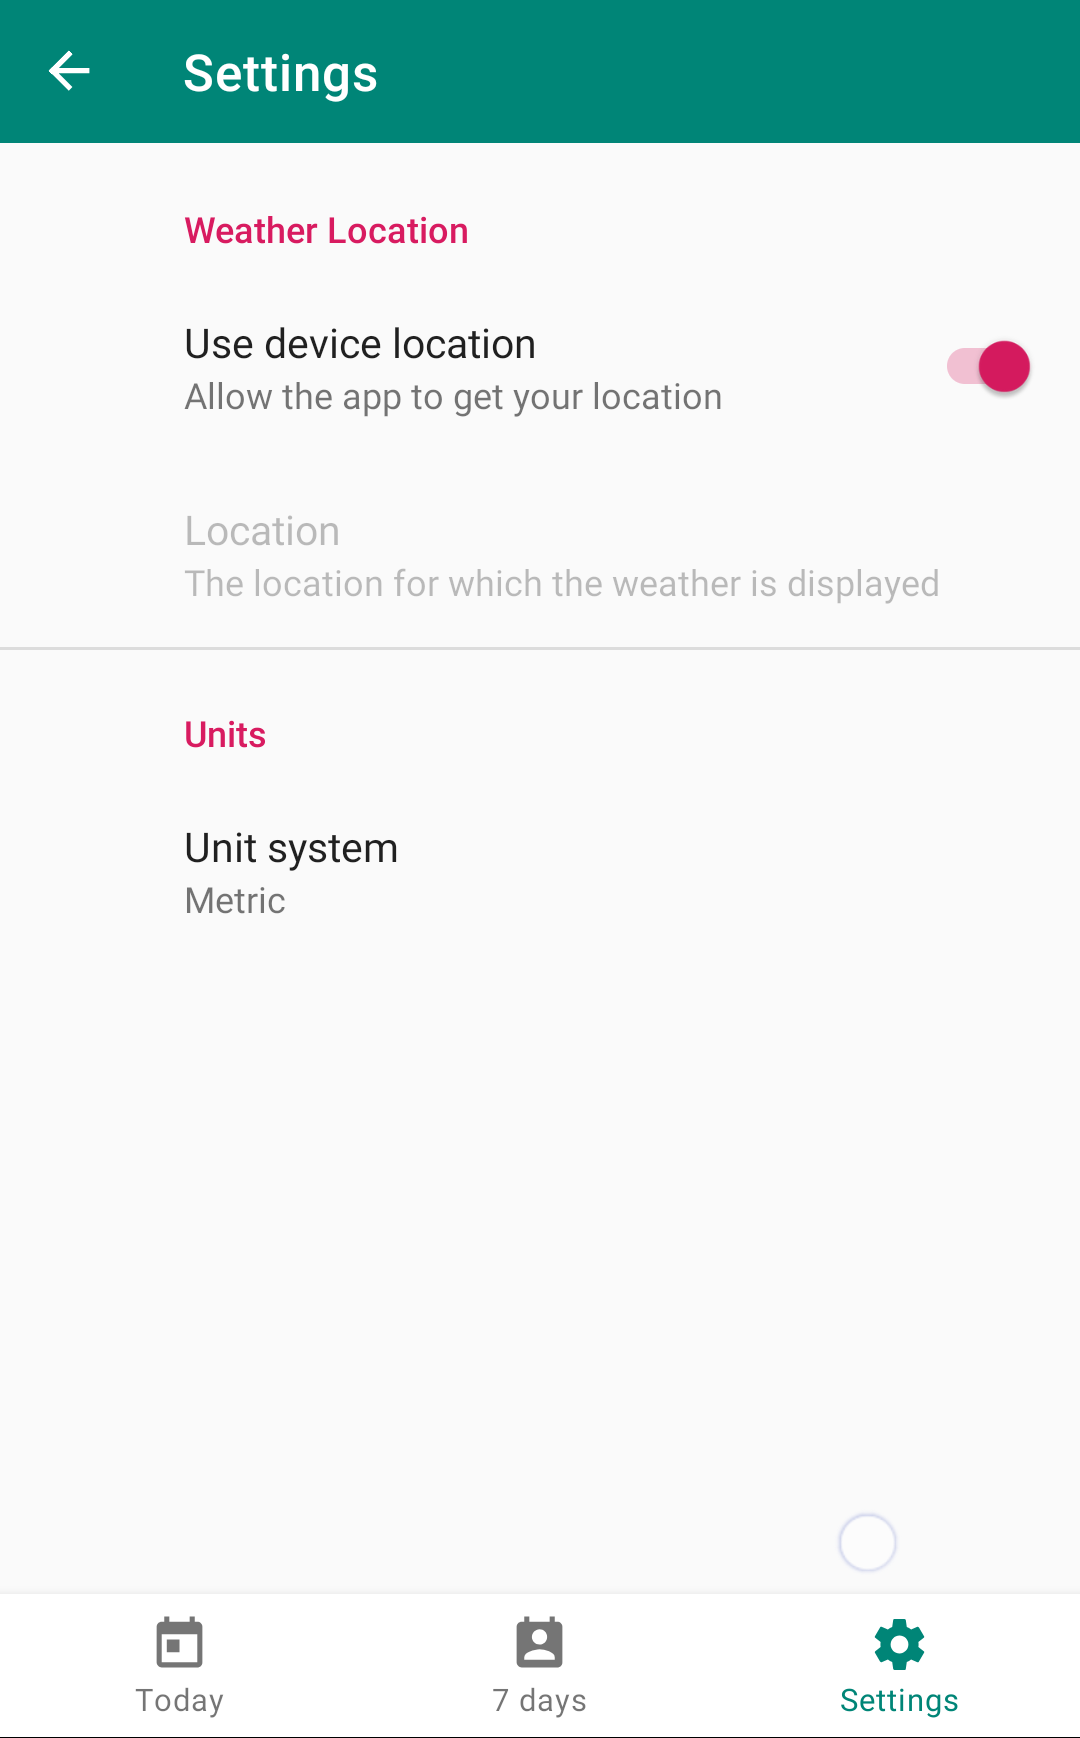 Settings
Weather Location
Use device location
Allow the app to get your location
Location
The location for which the weather is displayed
Units
Unit system
Metric
Today
7 days
Settings